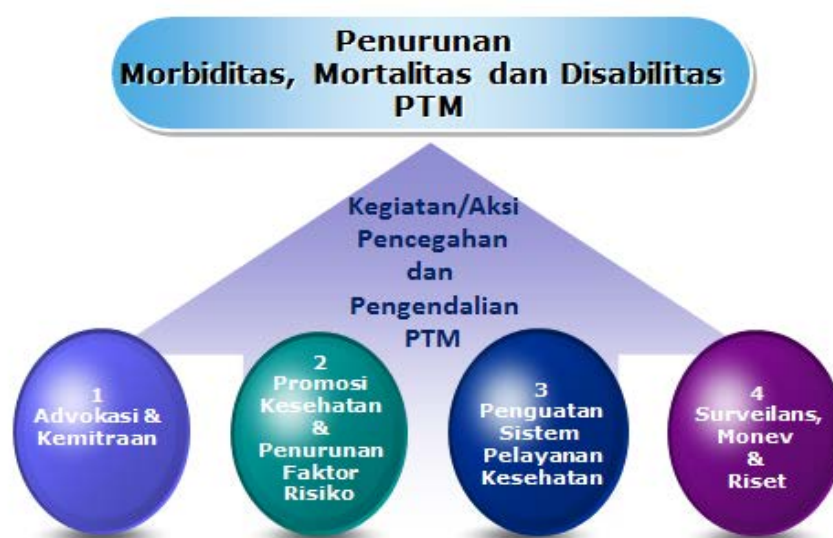 Penurunan
Morbiditas, Mortalitas dan Disabilitas
PTM
Kegiatan/Aksi
Pencegahan
dan
Pengendalian
PTM
1
Advokasi &
Kemitraan
2
Promosi
Kesehatan
&
Penurunan
Faktor
Risiko
3
Penguatan
Sistem
Pelayanan
Kesehatan
4
Surveilans,
Monev
&
Riset